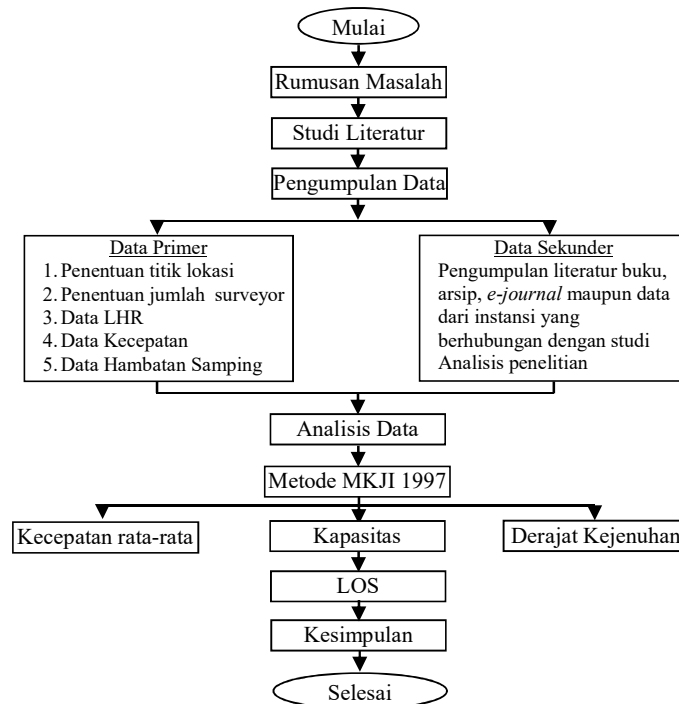 Mulai
Rumusan Masalah
Studi Literatur
Pengumpulan Data
Data Primer
1. Penentuan titik lokasi
2. Penentuan jumlah surveyor
3. Data LHR
4. Data Kecepatan
5. Data Hambatan Samping
Data Sekunder
Pengumpulan literatur buku,
arsip, e-journal maupun data
dari instansi yang
berhubungan dengan studi
Analisis penelitian
Analisis Data
Metode MKJI 1997
Kecepatan rata-rata
Kapasitas
Derajat Kejenuhan
LOS
Kesimpulan
Selesai